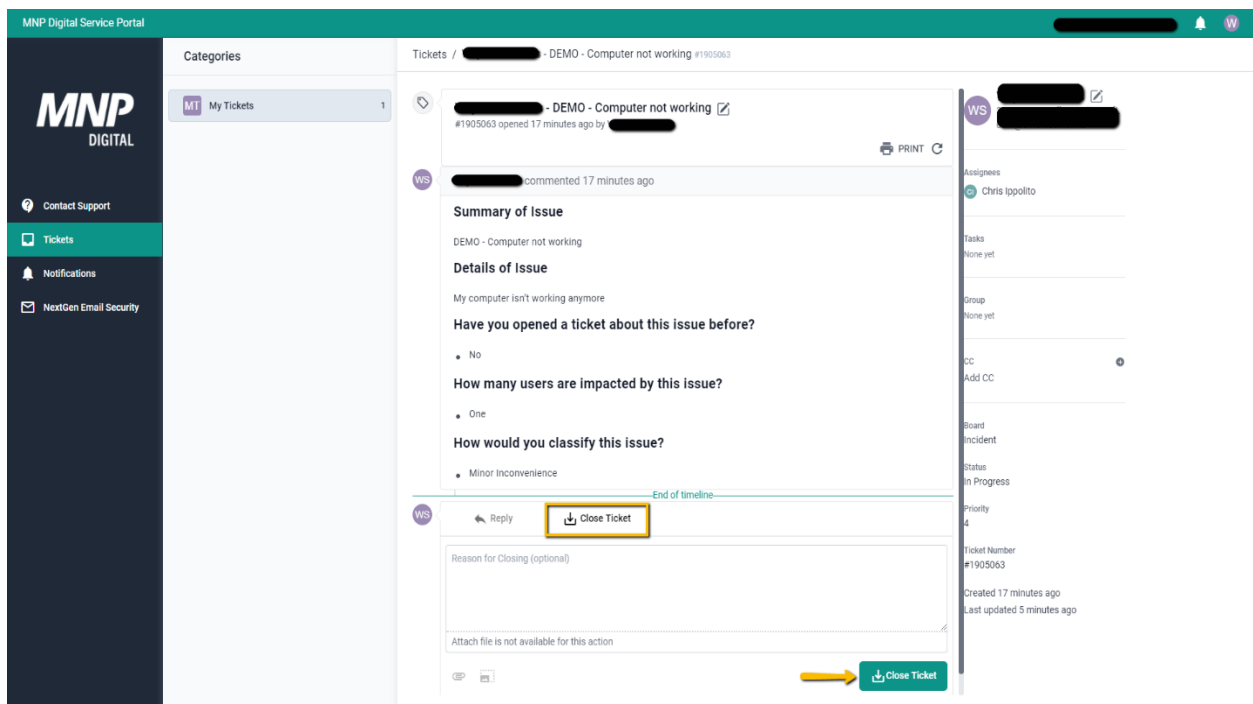 MNP Digital Service Portal
W
MNP
DIGITAL
Contact Support
Tickets
Notifications
NextGen Email Security
Categories
MT My Tickets 1
Tickets / - DEMO - Computer not working #1905063
- DEMO - Computer not working
#1905063 opened 17 minutes ago by
PRINT
WS
commented 17 minutes ago
Summary of Issue
DEMO - Computer not working
Details of Issue
My computer isn't working anymore
Have you opened a ticket about this issue before?
• No
How many users are impacted by this issue?
• One
How would you classify this issue?
• Minor Inconvenience
End of timeline
WS
Reply
Close Ticket
Reason for Closing (optional)
Attach file is not available for this action
Close Ticket
WS
Assignees
CI Chris Ippolito
Tasks
None yet
Group
None yet
CC
Add CC
Board
Incident
Status
In Progress
Priority
4
Ticket Number
#1905063
Created 17 minutes ago
Last updated 5 minutes ago